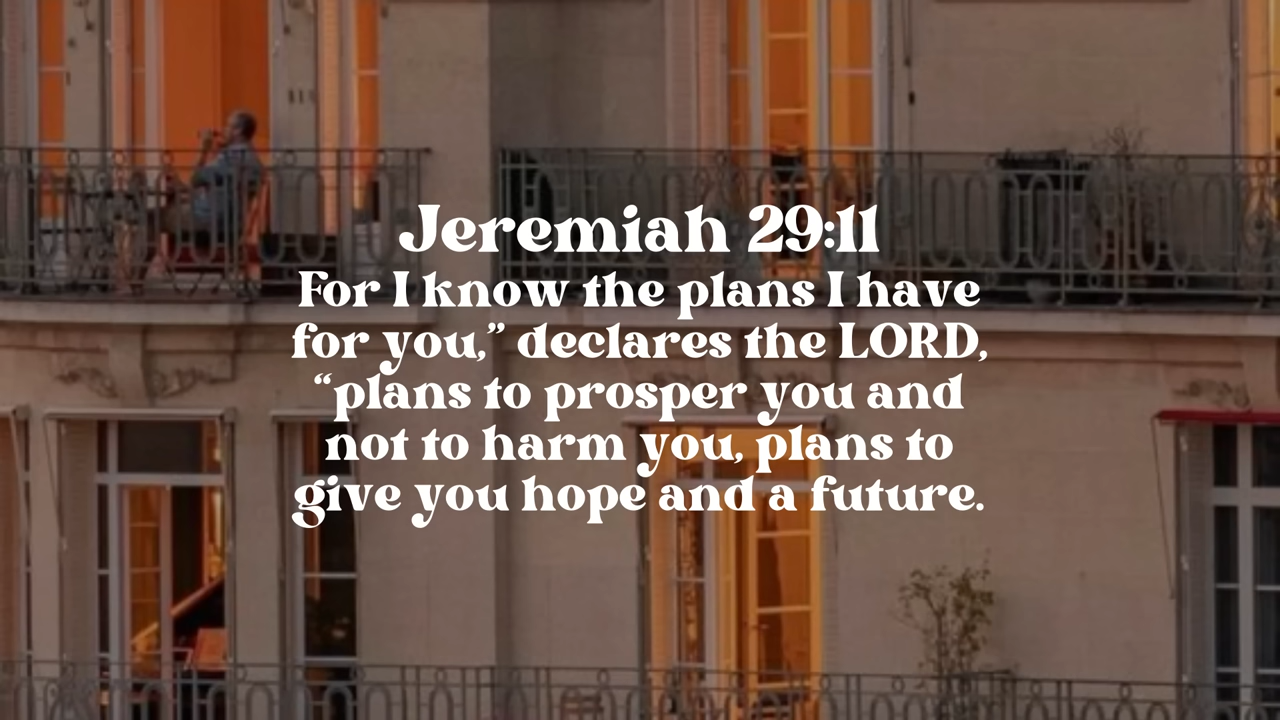 Jeremiah 29:11
For I know the plans I have
for you,” declares the LORD,
“plans to prosper you and
not to harm you, plans to
give you hope and a future.